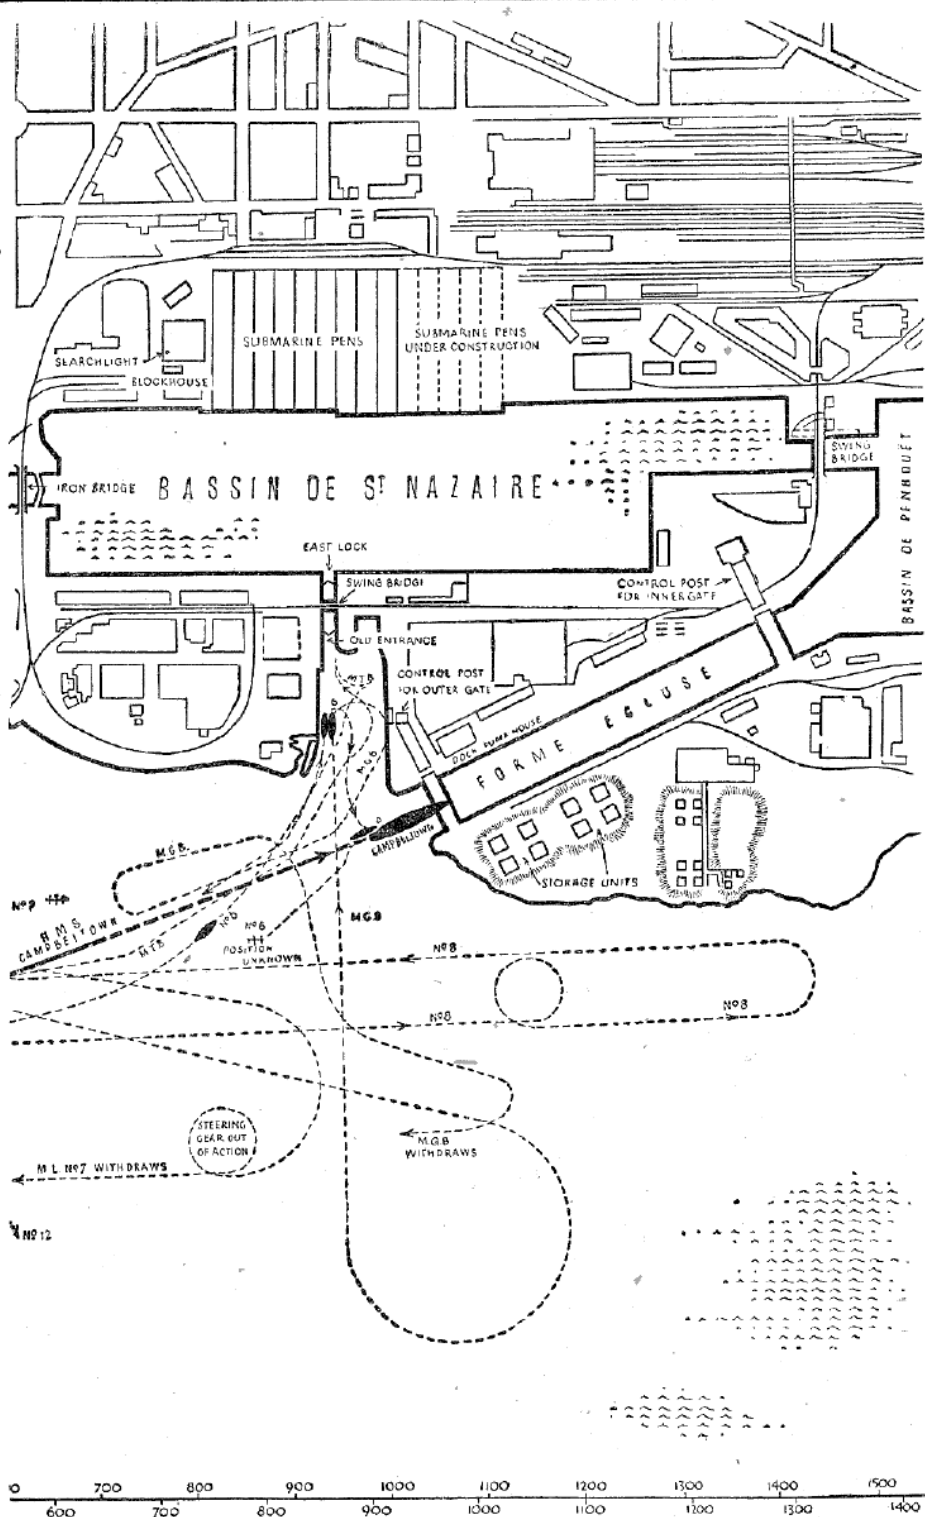 SUBMARINE PENS
SUBMARINE PENS
UNDER CONSTRUCTION
SEARCHLIGHT
BLOCKHOUSE
SWING
BRIDGE
IRON BRIDGE
BASSIN DE ST NAZAIRE
BASSIN DE PENHOUËT
EAST LOCK
SWING BRIDGE
CONTROL POST
FOR INNER GATE
OLD ENTRANCE
CONTROL POST
FOR OUTER GATE
M.T.B
M.G.B
DOCK PUMP HOUSE
FORME ECLUSE
CAMPBELTOWN
M.G.B.
STORAGE UNITS
Nº 9
H M S
CAMPBELTOWN
M T B
Nº 6
Nº 6
POSITION
UNKNOWN
M.G.B
Nº 8
Nº 8
Nº 8
STEERING
GEAR OUT
OF ACTION
M.G.B
WITHDRAWS
M L Nº 7 WITHDRAWS
Nº 12
700 800 900 1000 1100 1200 1300 1400 1500
600 700 800 900 1000 1100 1200 1300 1400